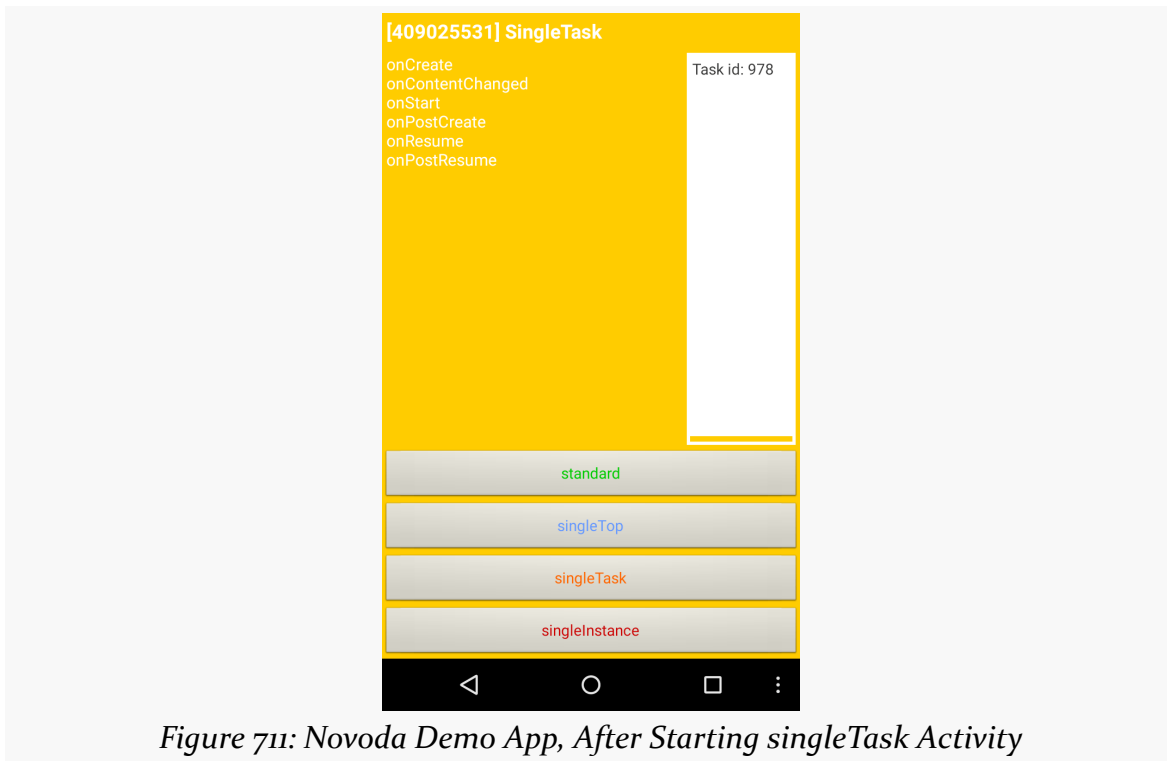 [409025531] SingleTask
onCreate
onContentChanged
onStart
onPostCreate
onResume
onPostResume
Task id: 978
standard
singleTop
singleTask
singleInstance
Figure 711: Novoda Demo App, After Starting singleTask Activity